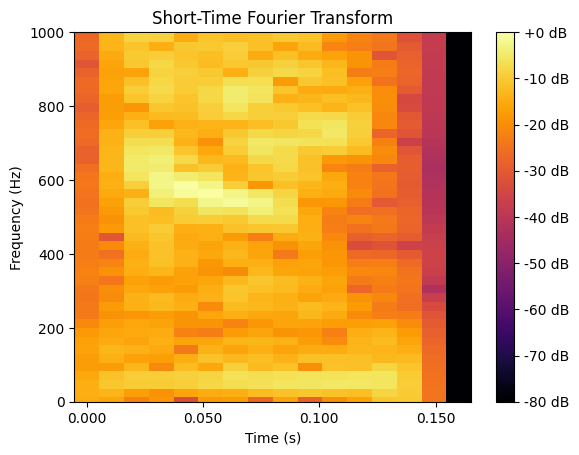 Short-Time Fourier Transform
Frequency (Hz)
1000
800
600
400
200
0
0.000
0.050
0.100
0.150
Time (s)
+0 dB
-10 dB
-20 dB
-30 dB
-40 dB
-50 dB
-60 dB
-70 dB
-80 dB